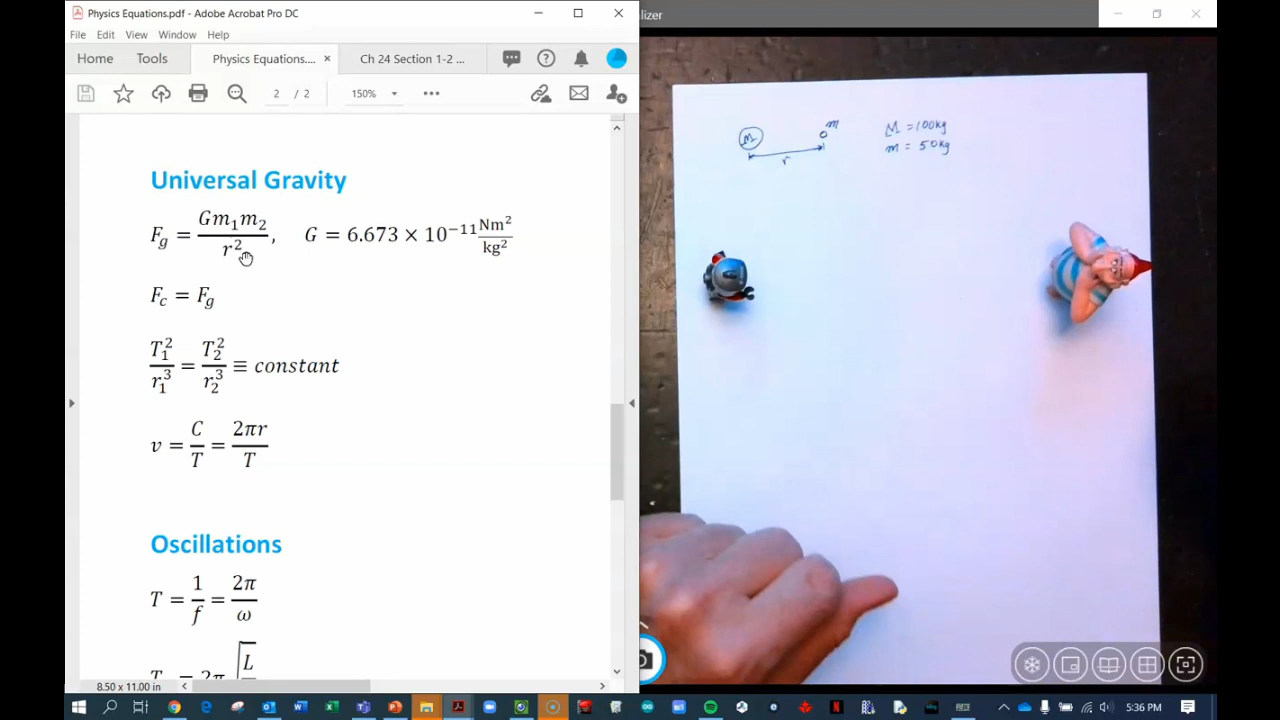 Physics Equations.pdf - Adobe Acrobat Pro DC
File Edit View Window Help
Home Tools Physics Equations.... × Ch 24 Section 1-2 ...
2 / 2 150%
Universal Gravity
F_g = Gm_1m_2 / r^2, G = 6.673 × 10^−11 Nm^2/kg^2
F_c = F_g
T_1^2 / r_1^3 = T_2^2 / r_2^3 ≡ constant
v = C/T = 2πr/T
Oscillations
T = 1/f = 2π/ω
L
8.50 x 11.00 in
lizer
M m
r
M = 100kg
m = 50kg
5:36 PM